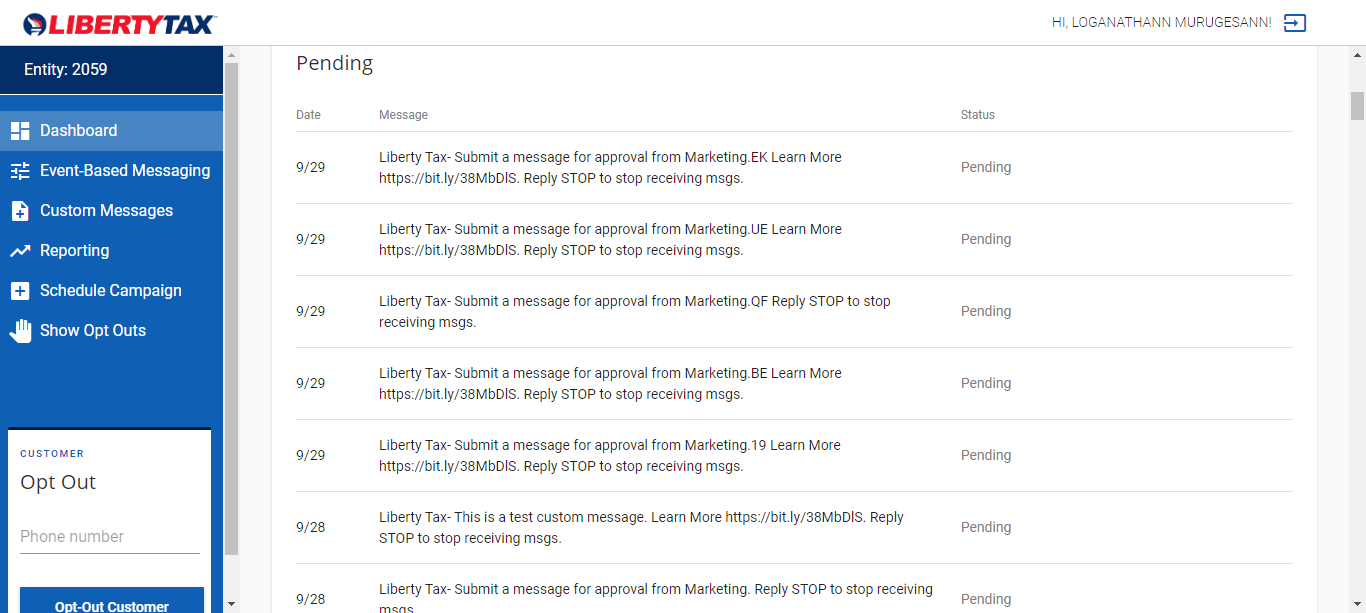 LIBERTY TAX
HI, LOGANATHANN MURUGESANN!
Entity: 2059
Dashboard
Event-Based Messaging
Custom Messages
Reporting
Schedule Campaign
Show Opt Outs
CUSTOMER
Opt Out
Phone number
Opt-Out Customer
Pending
Date Message Status
9/29 Liberty Tax- Submit a message for approval from Marketing.EK Learn More
https://bit.ly/38MbDlS. Reply STOP to stop receiving msgs.
Pending
9/29 Liberty Tax- Submit a message for approval from Marketing.UE Learn More
https://bit.ly/38MbDlS. Reply STOP to stop receiving msgs.
Pending
9/29 Liberty Tax- Submit a message for approval from Marketing.QF Reply STOP to stop
receiving msgs.
Pending
9/29 Liberty Tax- Submit a message for approval from Marketing.BE Learn More
https://bit.ly/38MbDlS. Reply STOP to stop receiving msgs.
Pending
9/29 Liberty Tax- Submit a message for approval from Marketing.19 Learn More
https://bit.ly/38MbDlS. Reply STOP to stop receiving msgs.
Pending
9/28 Liberty Tax- This is a test custom message. Learn More https://bit.ly/38MbDlS. Reply
STOP to stop receiving msgs.
Pending
9/28 Liberty Tax- Submit a message for approval from Marketing. Reply STOP to stop receiving
msgs.
Pending